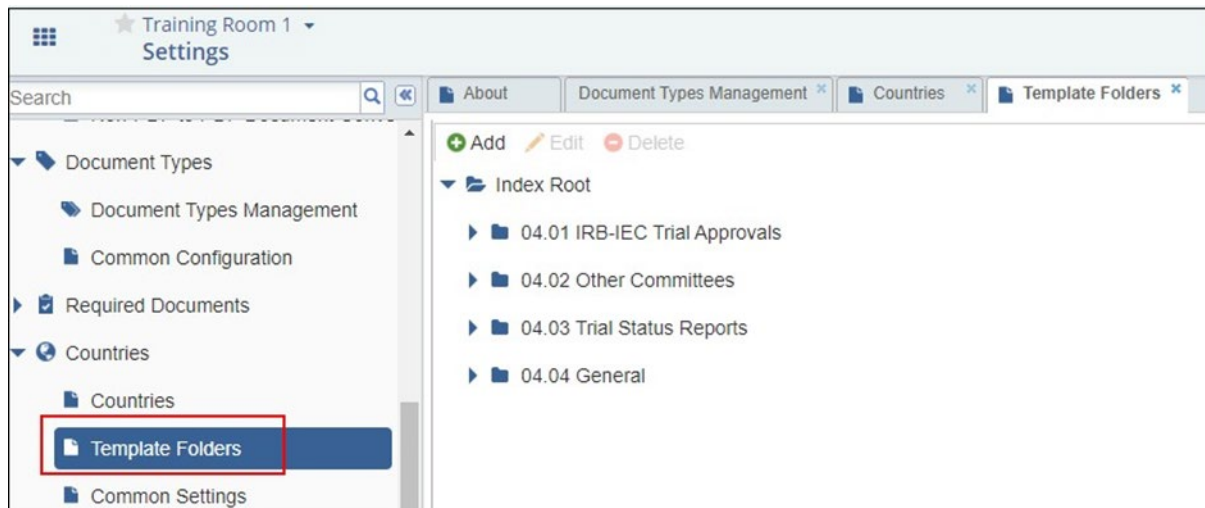 Training Room 1
Settings
Search
About
Document Types Management
Countries
Template Folders
Document Types
Document Types Management
Common Configuration
Required Documents
Countries
Countries
Template Folders
Common Settings
Add Edit Delete
Index Root
04.01 IRB-IEC Trial Approvals
04.02 Other Committees
04.03 Trial Status Reports
04.04 General